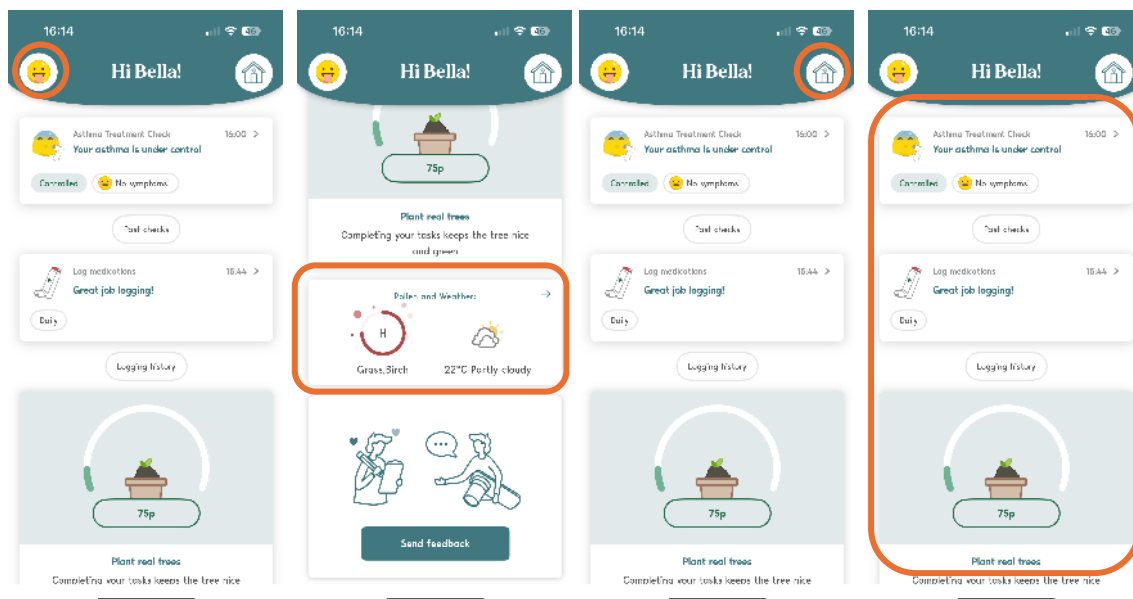 16:14
46
Hi Bella!
Asthma Treatment Check 16:00 >
Your asthma is under control
Controlled No symptoms!
Past checks
Log medications 15:44 >
Great job logging!
Daily
Logging history
75p
Plant real trees
Completing your tasks keeps the tree nice
16:14
46
Hi Bella!
75p
Plant real trees
Completing your tasks keeps the tree nice
and green
Pollen and Weather: →
H
Grass,Birch 22°C Partly cloudy
Send feedback
16:14
46
Hi Bella!
Asthma Treatment Check 16:00 >
Your asthma is under control
Controlled No symptoms!
Past checks
Log medications 15:44 >
Great job logging!
Daily
Logging history
75p
Plant real trees
Completing your tasks keeps the tree nice
16:14
46
Hi Bella!
Asthma Treatment Check 16:00 >
Your asthma is under control
Controlled No symptoms!
Past checks
Log medications 15:44 >
Great job logging!
Daily
Logging history
75p
Plant real trees
Completing your tasks keeps the tree nice